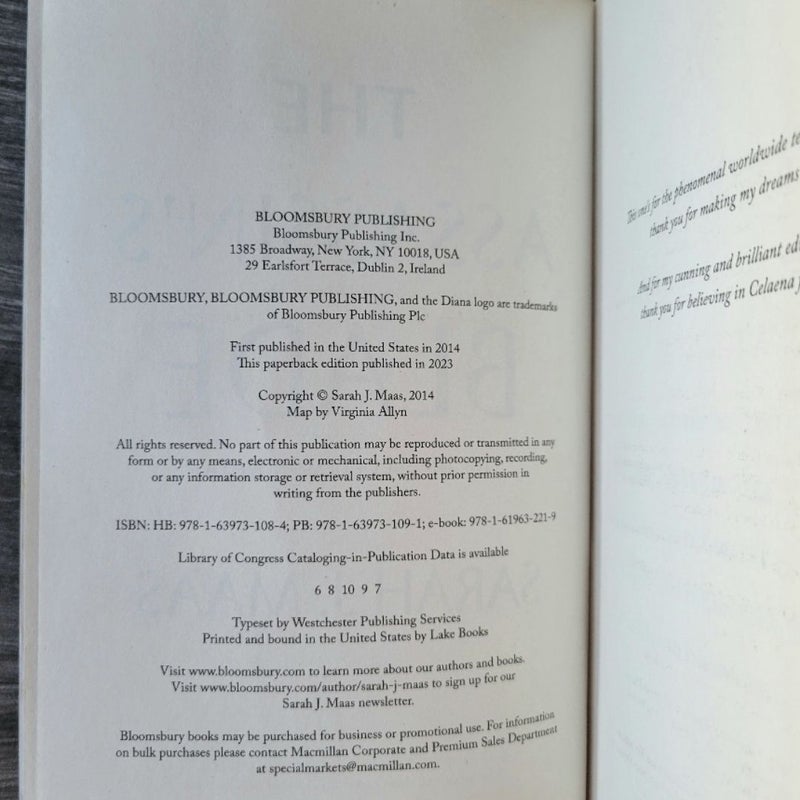 BLOOMSBURY PUBLISHING
Bloomsbury Publishing Inc.
1385 Broadway, New York, NY 10018, USA
29 Earlsfort Terrace, Dublin 2, Ireland
BLOOMSBURY, BLOOMSBURY PUBLISHING, and the Diana logo are trademarks
of Bloomsbury Publishing Plc
First published in the United States in 2014
This paperback edition published in 2023
Copyright © Sarah J. Maas, 2014
Map by Virginia Allyn
All rights reserved. No part of this publication may be reproduced or transmitted in any
form or by any means, electronic or mechanical, including photocopying, recording,
or any information storage or retrieval system, without prior permission in
writing from the publishers.
ISBN: HB: 978-1-63973-108-4; PB: 978-1-63973-109-1; e-book: 978-1-61963-221-9
Library of Congress Cataloging-in-Publication Data is available
6 8 10 9 7
Typeset by Westchester Publishing Services
Printed and bound in the United States by Lake Books
Visit www.bloomsbury.com to learn more about our authors and books.
Visit www.bloomsbury.com/author/sarah-j-maas to sign up for our
Sarah J. Maas newsletter.
Bloomsbury books may be purchased for business or promotional use. For information
on bulk purchases please contact Macmillan Corporate and Premium Sales Department
at specialmarkets@macmillan.com.
This one's for the phenomenal worldwide te
thank you for making my dreams
And for my cunning and brilliant edi
thank you for believing in Celaena